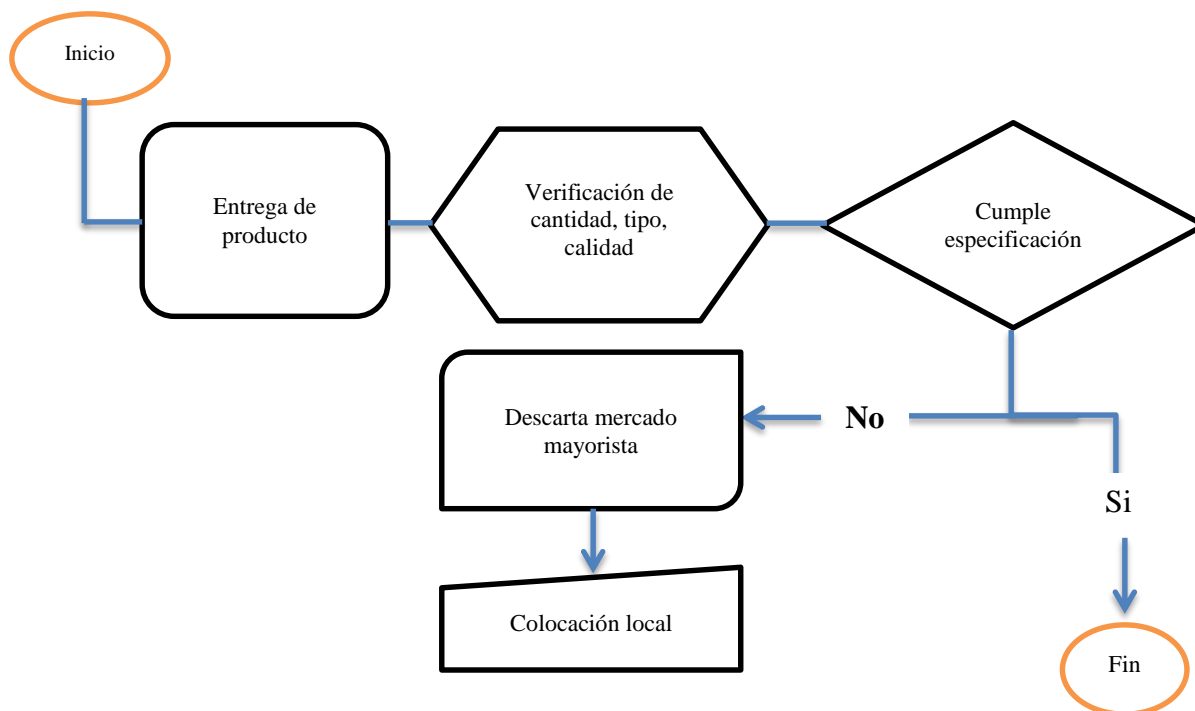 Inicio
Entrega de
producto
Verificación de
cantidad, tipo,
calidad
Cumple
especificación
Descarta mercado
mayorista
No
Si
Colocación local
Fin